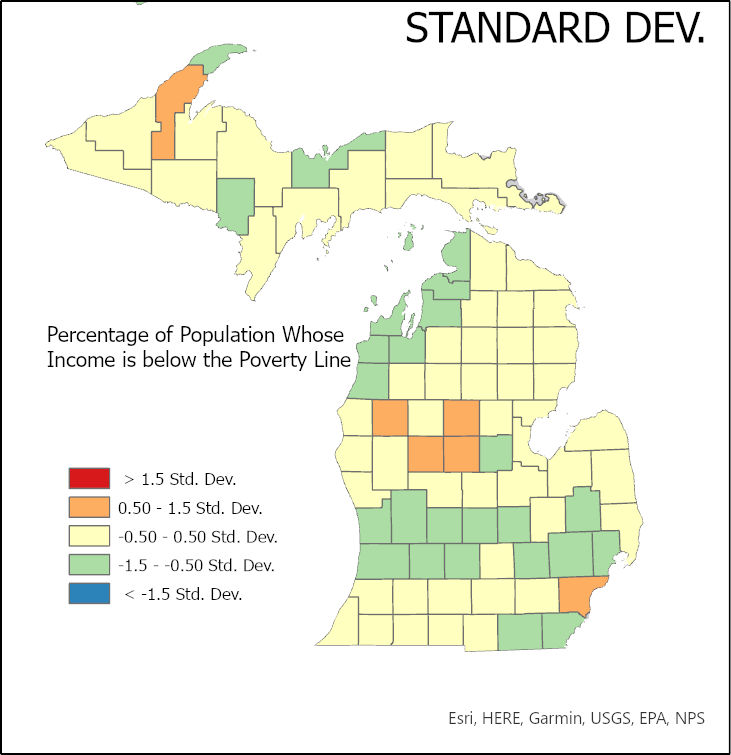 STANDARD DEV.
Percentage of Population Whose
Income is below the Poverty Line
> 1.5 Std. Dev.
0.50 - 1.5 Std. Dev.
-0.50 - 0.50 Std. Dev.
-1.5 - -0.50 Std. Dev.
< -1.5 Std. Dev.
Esri, HERE, Garmin, USGS, EPA, NPS